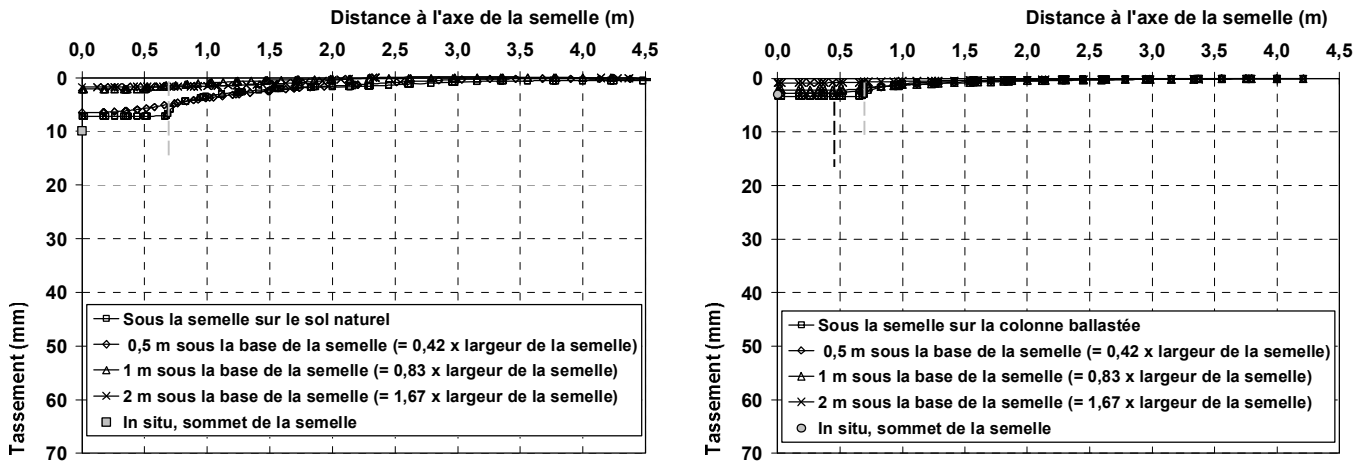 Distance à l'axe de la semelle (m)
0,0 0,5 1,0 1,5 2,0 2,5 3,0 3,5 4,0 4,5
0
10
20
30
40
50
60
70
Tassement (mm)
Sous la semelle sur le sol naturel
0,5 m sous la base de la semelle (= 0,42 x largeur de la semelle)
1 m sous la base de la semelle (= 0,83 x largeur de la semelle)
2 m sous la base de la semelle (= 1,67 x largeur de la semelle)
In situ, sommet de la semelle
Distance à l'axe de la semelle (m)
0,0 0,5 1,0 1,5 2,0 2,5 3,0 3,5 4,0 4,5
0
10
20
30
40
50
60
70
Tassement (mm)
Sous la semelle sur la colonne ballastée
0,5 m sous la base de la semelle (= 0,42 x largeur de la semelle)
1 m sous la base de la semelle (= 0,83 x largeur de la semelle)
2 m sous la base de la semelle (= 1,67 x largeur de la semelle)
In situ, sommet de la semelle